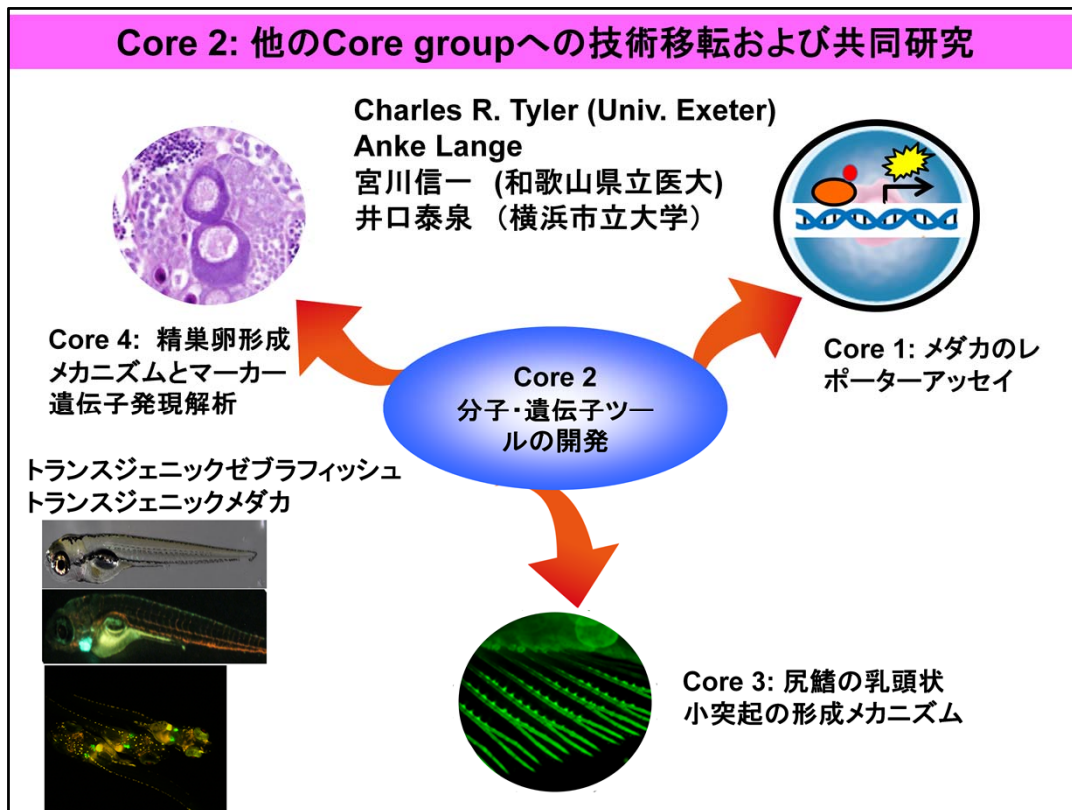 Core 2: 他のCore groupへの技術移転および共同研究
Charles R. Tyler (Univ. Exeter)
Anke Lange
宮川信一 (和歌山県立医大)
井口泰泉 (横浜市立大学)
Core 4: 精巣卵形成
メカニズムとマーカー
遺伝子発現解析
Core 1: メダカのレ
ポーターアッセイ
Core 2
分子・遺伝子ツー
ルの開発
トランスジェニックゼブラフィッシュ
トランスジェニックメダカ
Core 3: 尻鰭の乳頭状
小突起の形成メカニズム